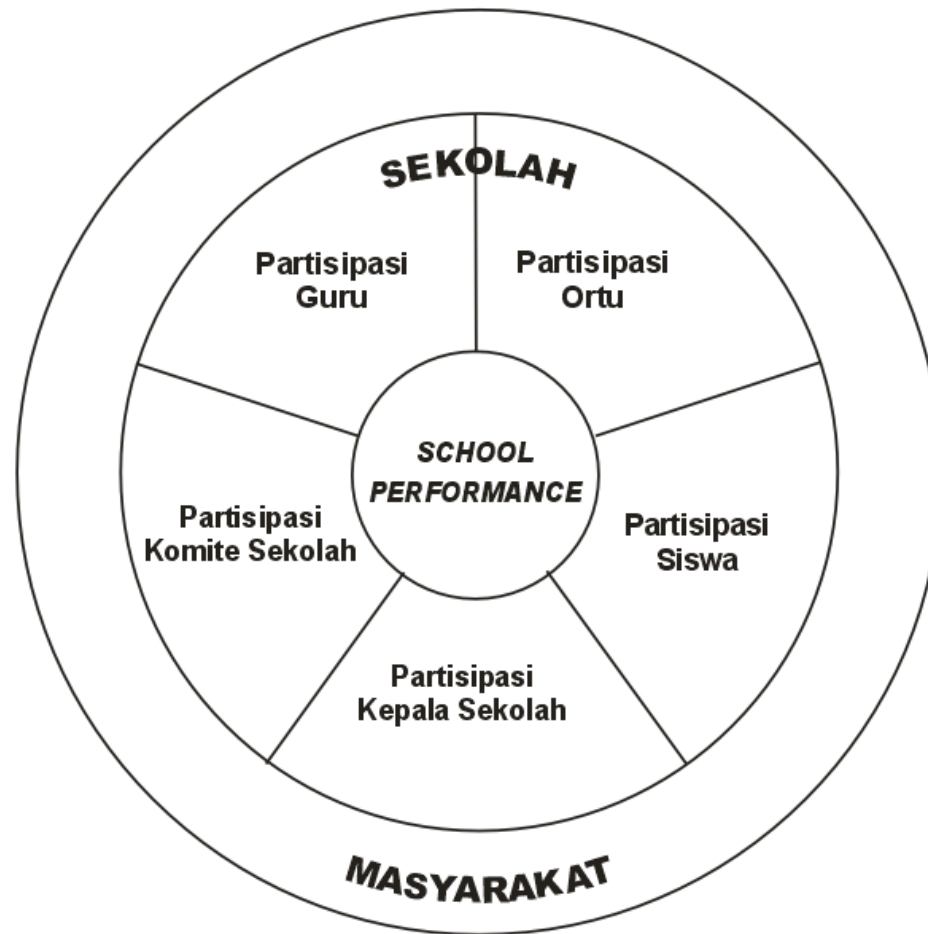 SEKOLAH
Partisipasi
Guru
Partisipasi
Ortu
SCHOOL
PERFORMANCE
Partisipasi
Komite Sekolah
Partisipasi
Siswa
Partisipasi
Kepala Sekolah
MASYARAKAT